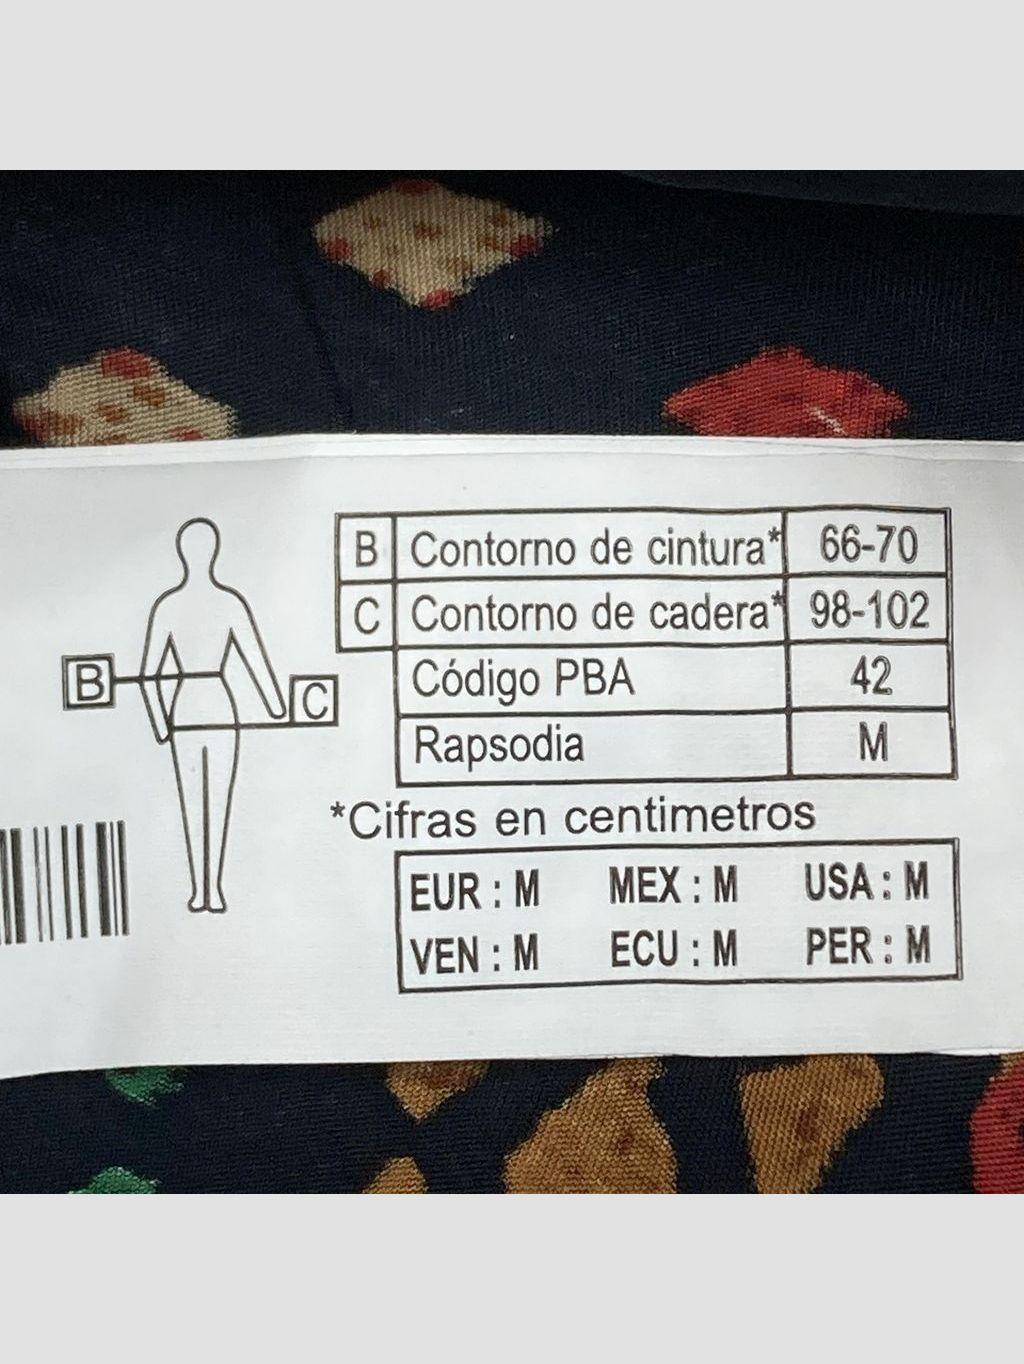 B Contorno de cintura* 66-70
C Contorno de cadera* 98-102
Código PBA 42
Rapsodia M
B
C
*Cifras en centimetros
EUR : M MEX : M USA : M
VEN : M ECU : M PER : M